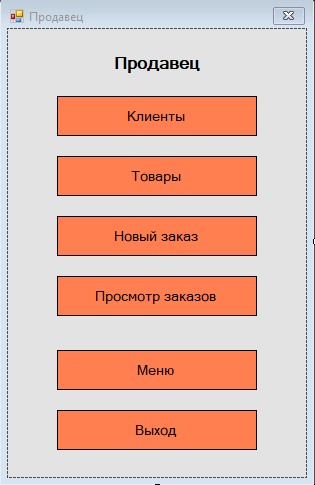 Продавец
Продавец
Клиенты
Товары
Новый заказ
Просмотр заказов
Меню
Выход